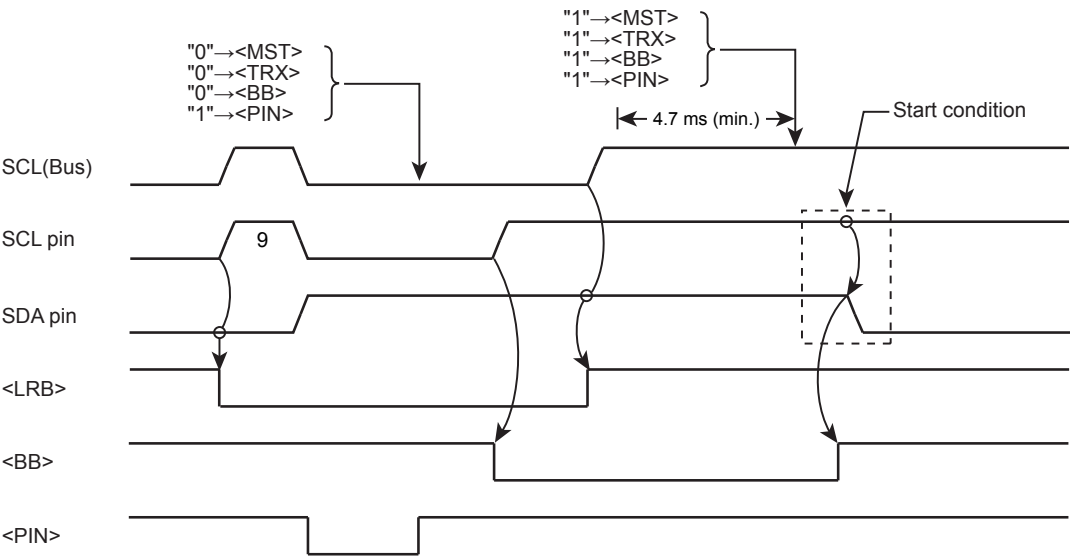 "0"→<MST>
"0"→<TRX>
"0"→<BB>
"1"→<PIN>
"1"→<MST>
"1"→<TRX>
"1"→<BB>
"1"→<PIN>
4.7 ms (min.)
Start condition
SCL(Bus)
SCL pin
9
SDA pin
<LRB>
<BB>
<PIN>